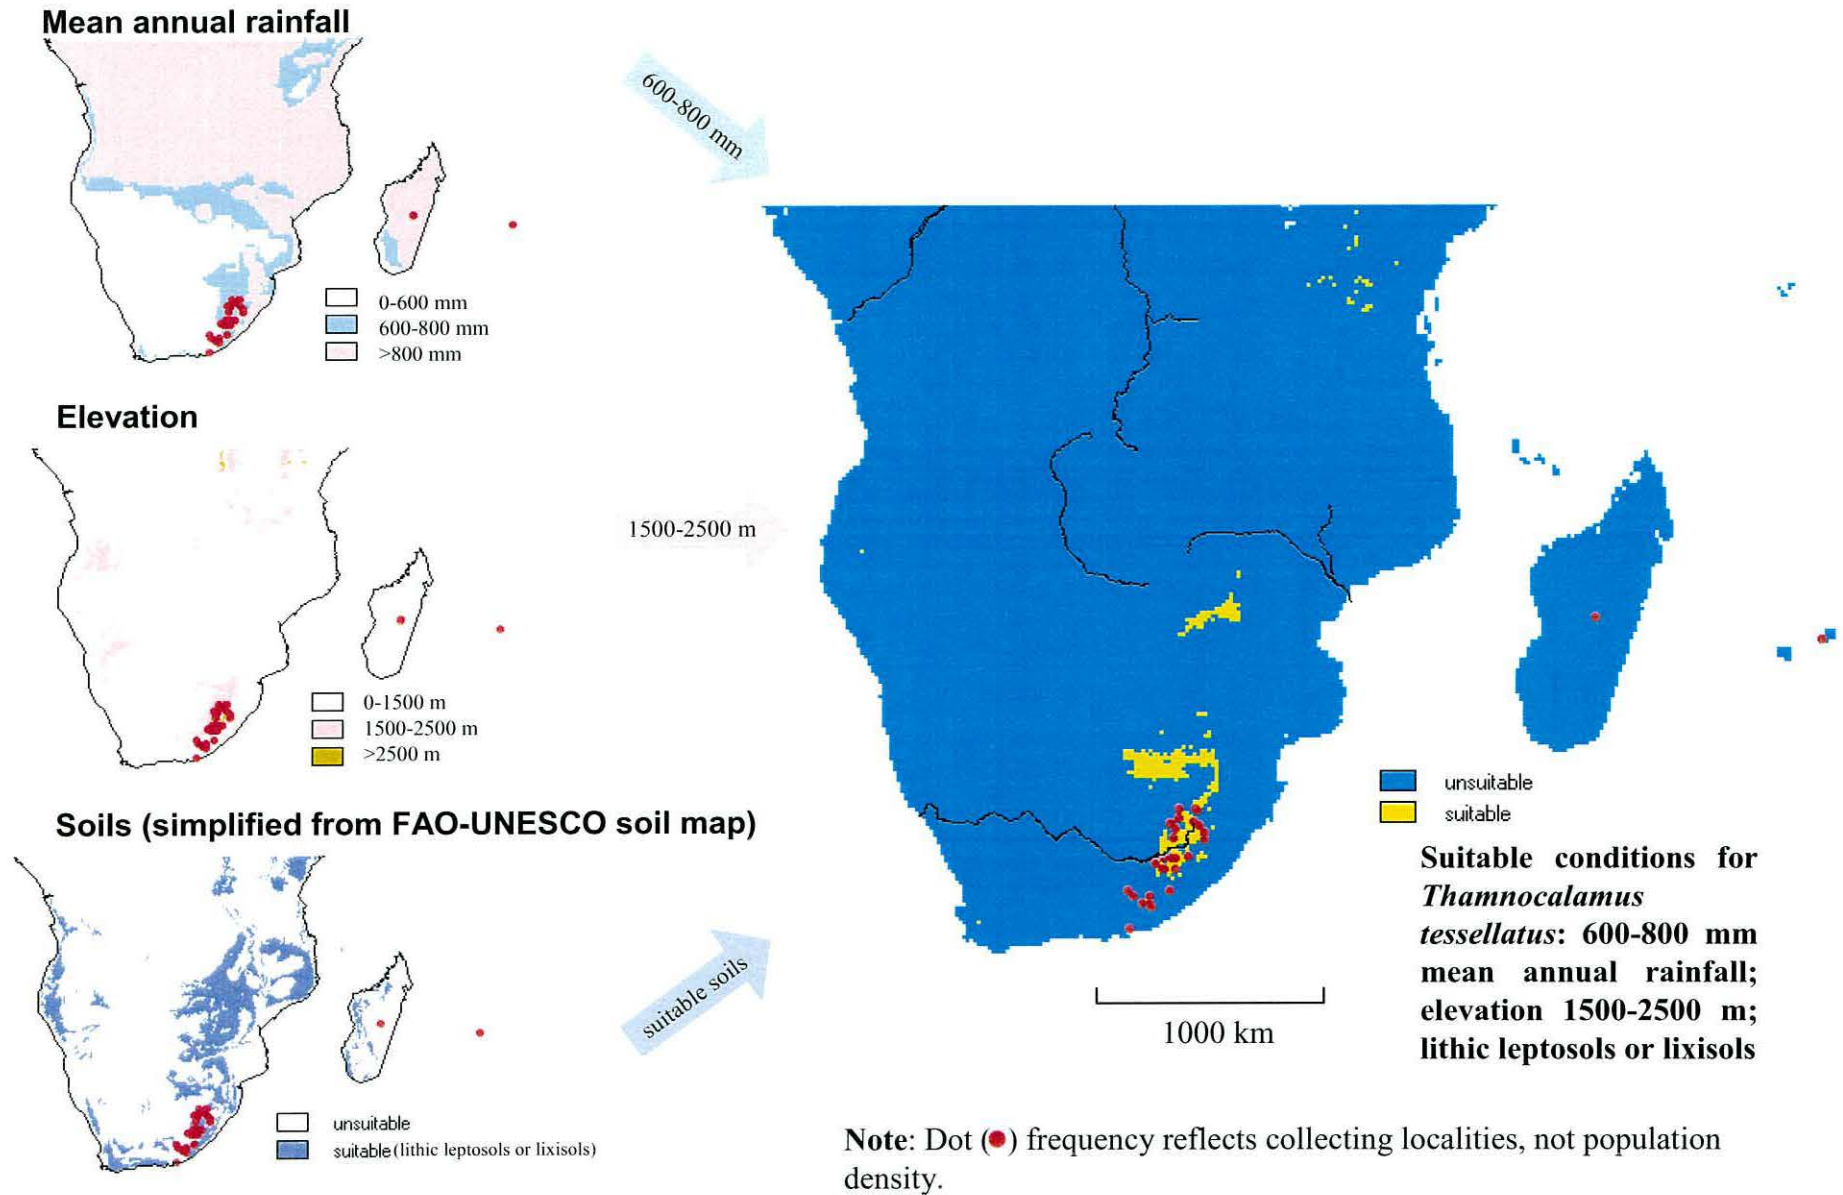 Mean annual rainfall
0-600 mm
600-800 mm
>800 mm
600-800 mm
Elevation
0-1500 m
1500-2500 m
>2500 m
1500-2500 m
Soils (simplified from FAO-UNESCO soil map)
unsuitable
suitable (lithic leptosols or lixisols)
suitable soils
unsuitable
suitable
Suitable conditions for
Thamnocalamus
tessellatus: 600-800 mm
mean annual rainfall;
elevation 1500-2500 m;
lithic leptosols or lixisols
1000 km
Note: Dot (●) frequency reflects collecting localities, not population
density.